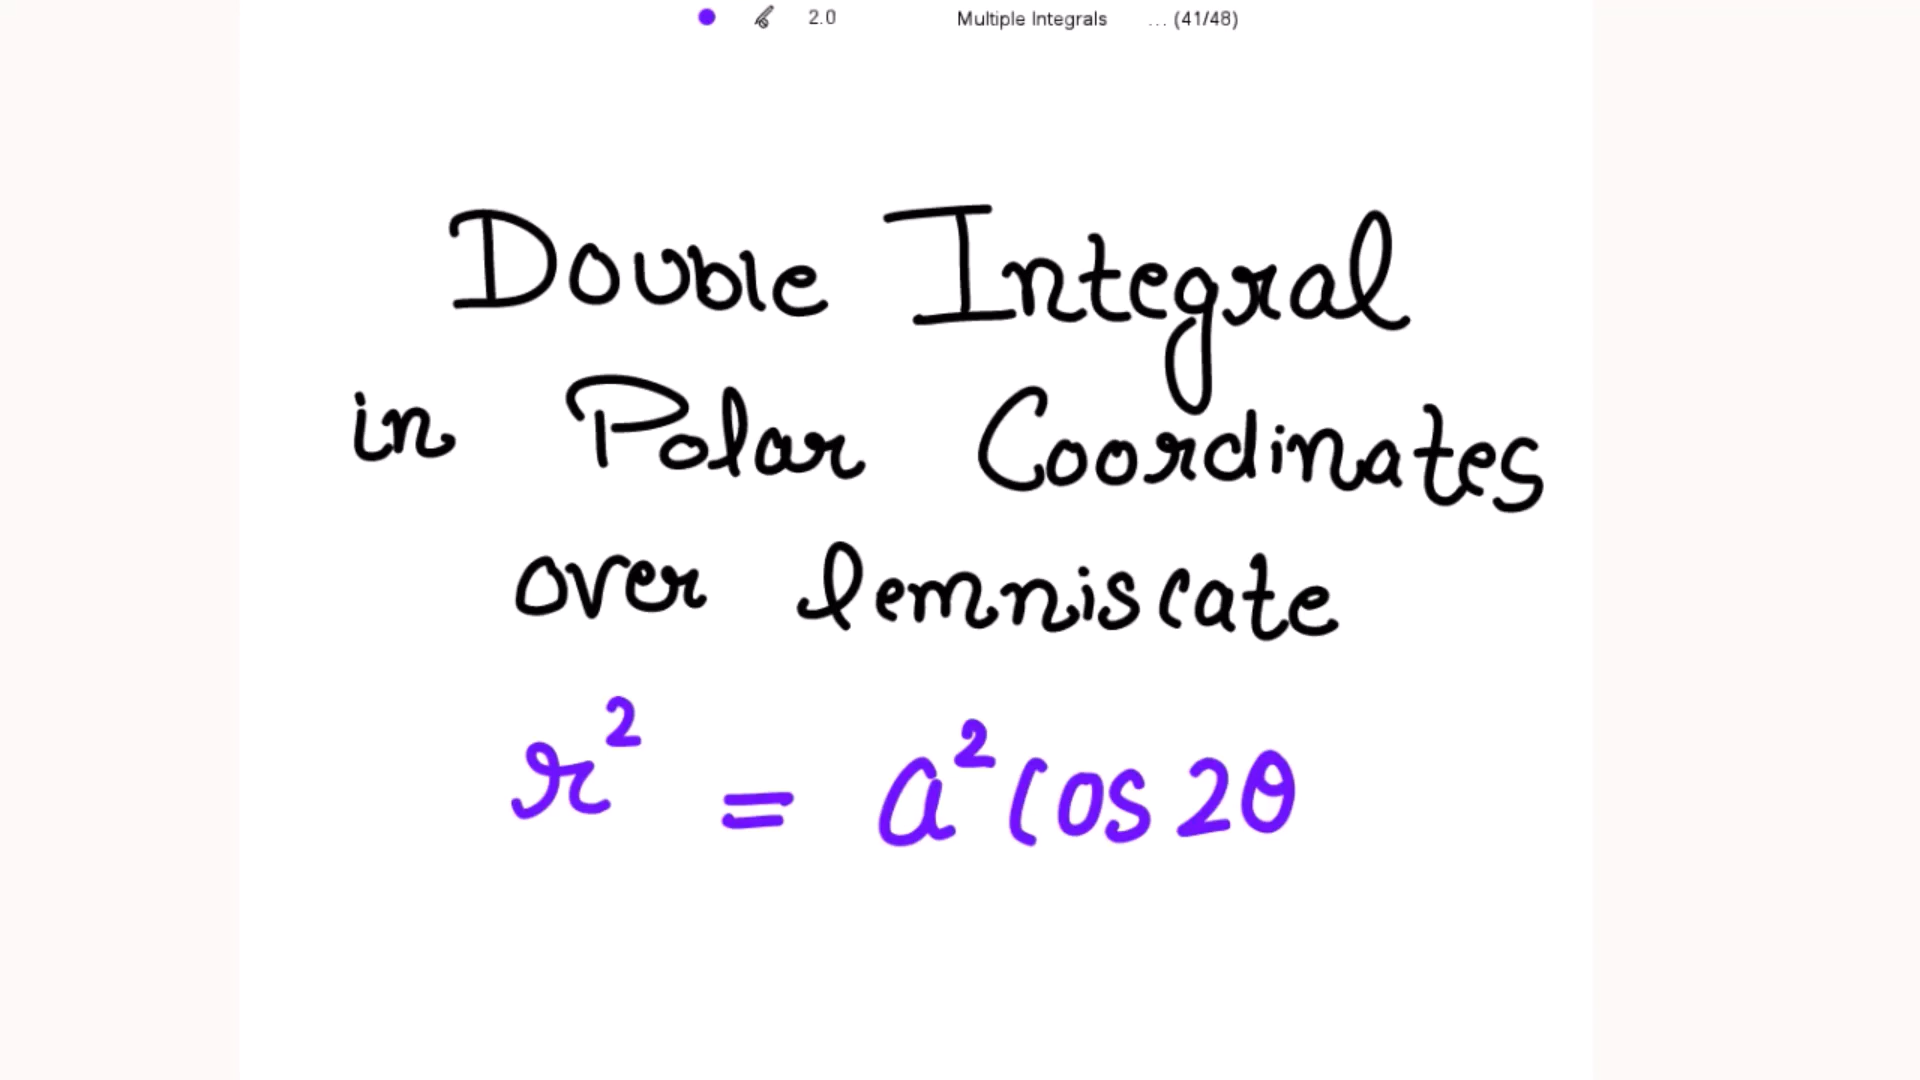 2.0 Multiple Integrals ... (41/48)
Double Integral
in Polar Coordinates
over lemniscate
r² = a² cos 2θ